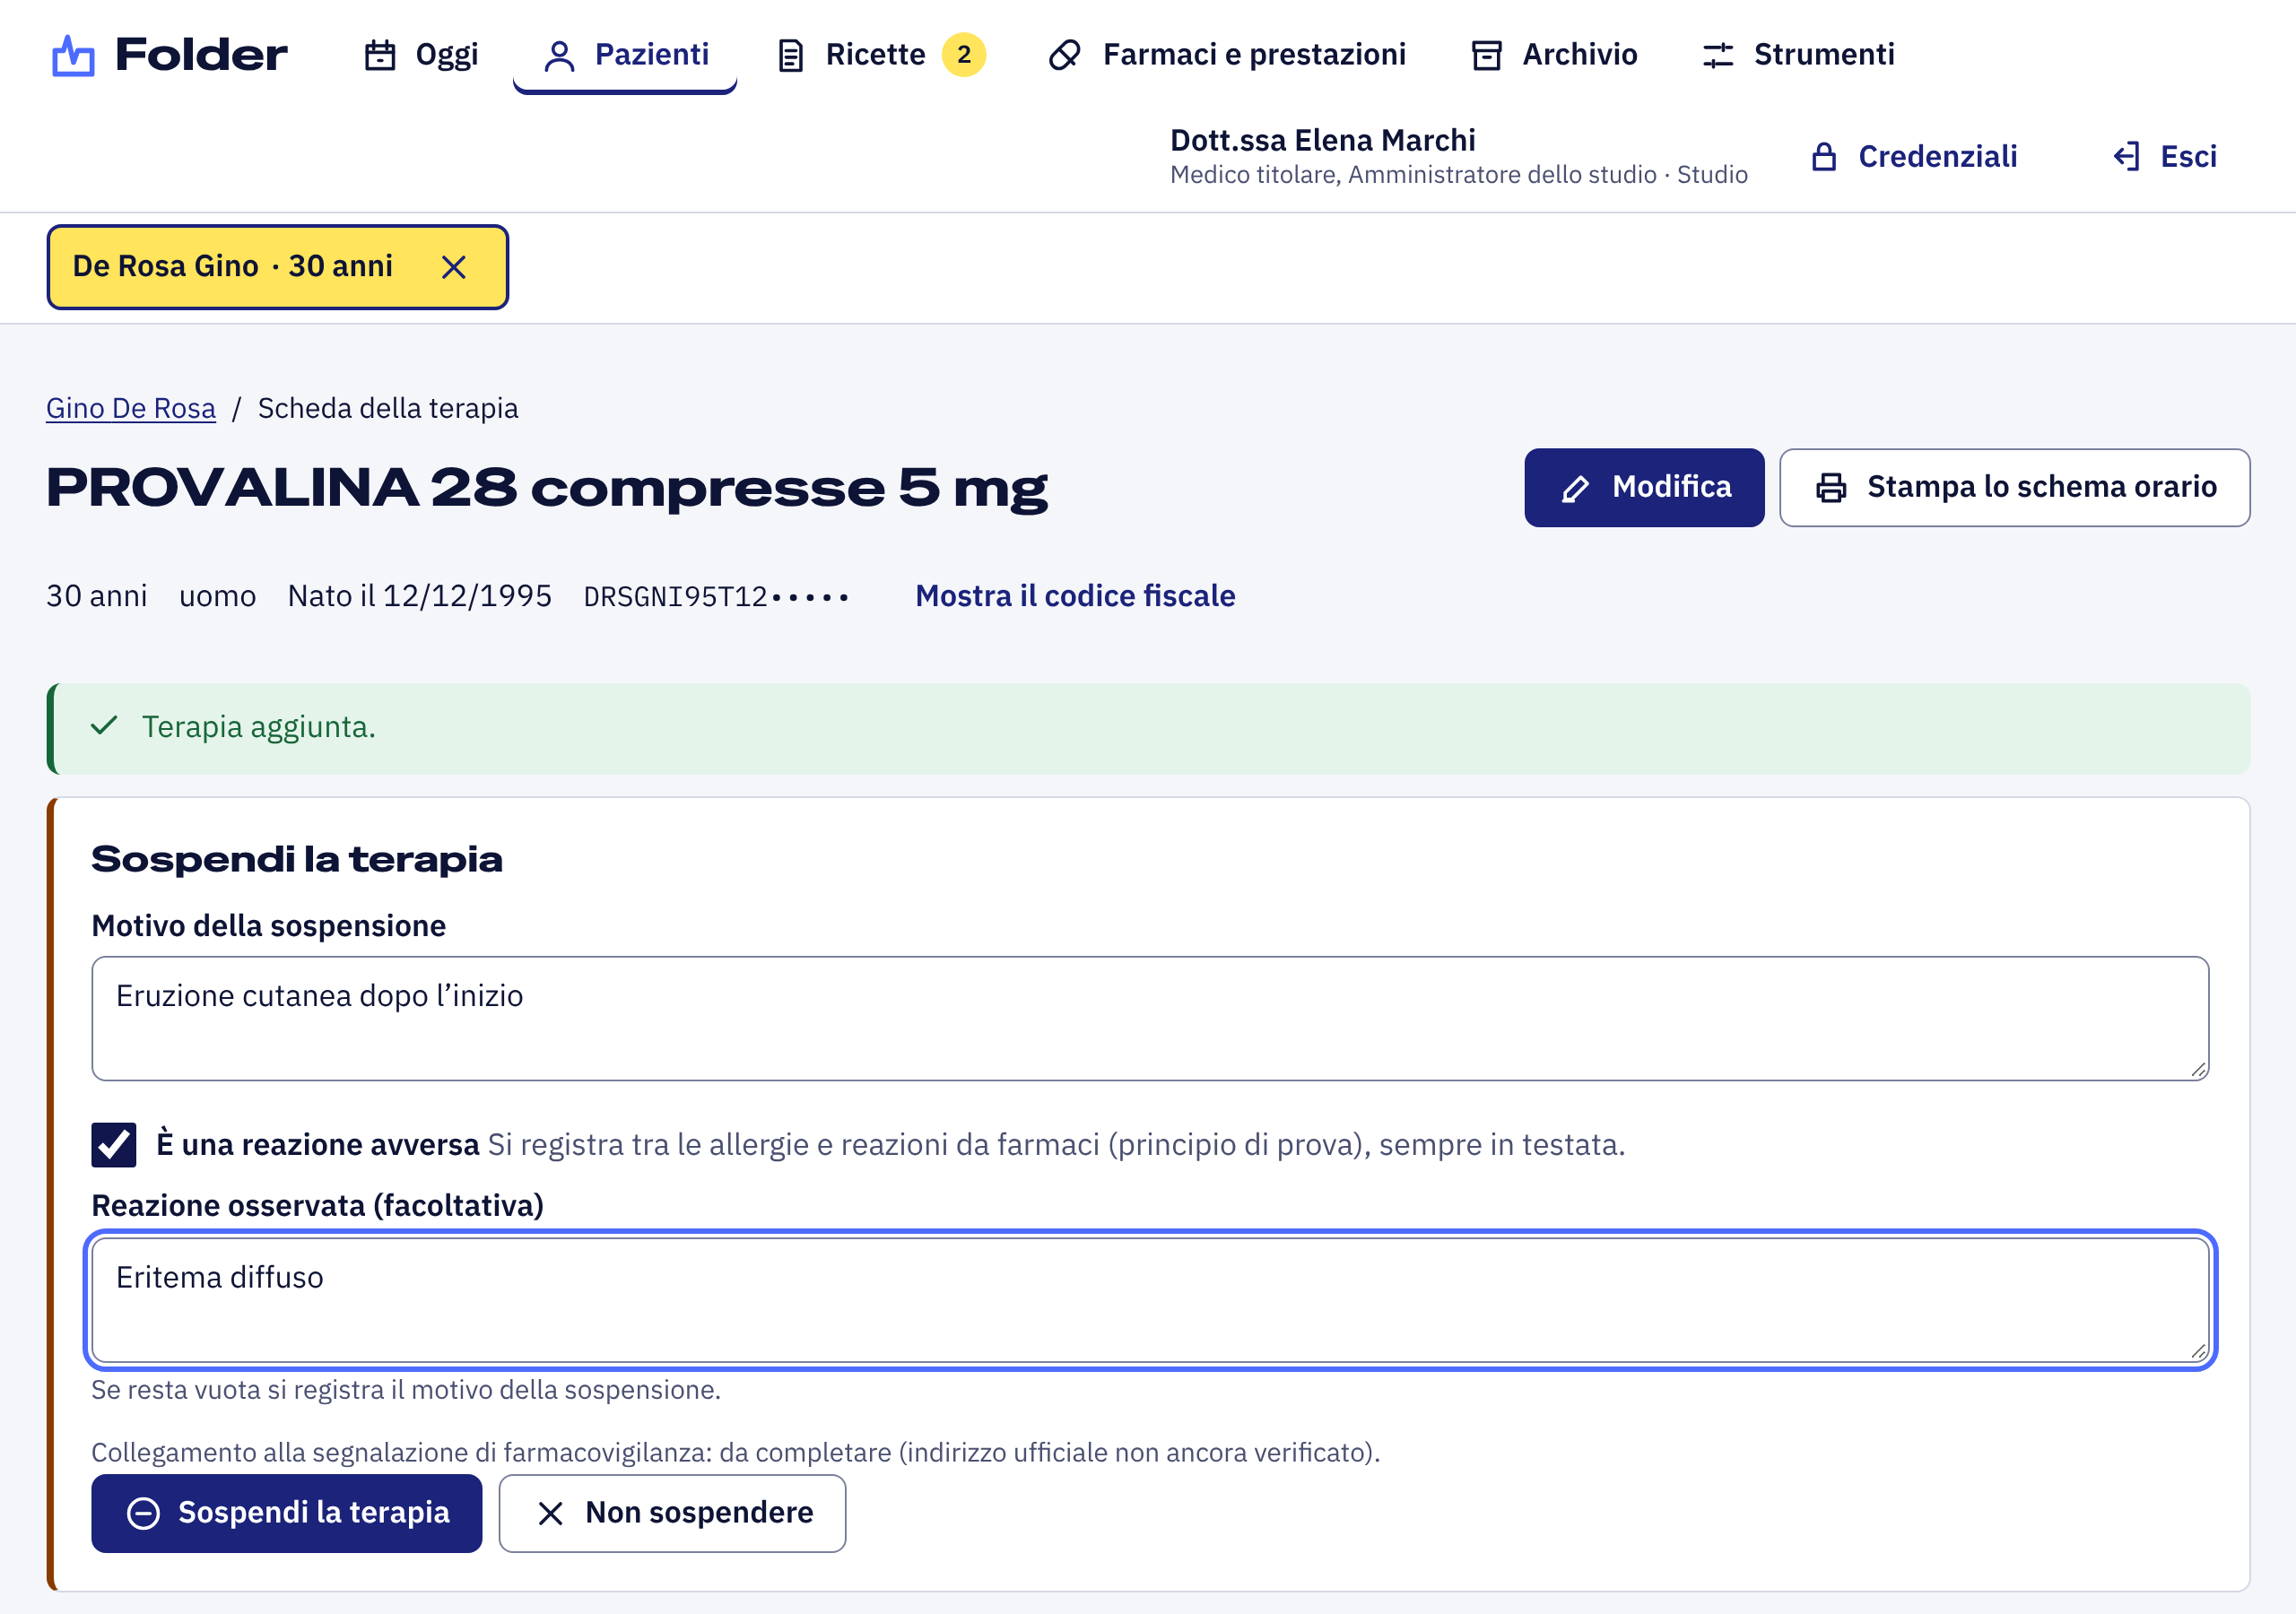 Folder
Oggi
Pazienti
Ricette 2
Farmaci e prestazioni
Archivio
Strumenti
Dott.ssa Elena Marchi
Medico titolare, Amministratore dello studio · Studio
Credenziali
Esci
De Rosa Gino · 30 anni
Gino De Rosa / Scheda della terapia
PROVALINA 28 compresse 5 mg
Modifica
Stampa lo schema orario
30 anni uomo Nato il 12/12/1995 DRSGNI95T12••••• Mostra il codice fiscale
Terapia aggiunta.
Sospendi la terapia
Motivo della sospensione
Eruzione cutanea dopo l’inizio
È una reazione avversa Si registra tra le allergie e reazioni da farmaci (principio di prova), sempre in testata.
Reazione osservata (facoltativa)
Eritema diffuso
Se resta vuota si registra il motivo della sospensione.
Collegamento alla segnalazione di farmacovigilanza: da completare (indirizzo ufficiale non ancora verificato).
Sospendi la terapia
Non sospendere